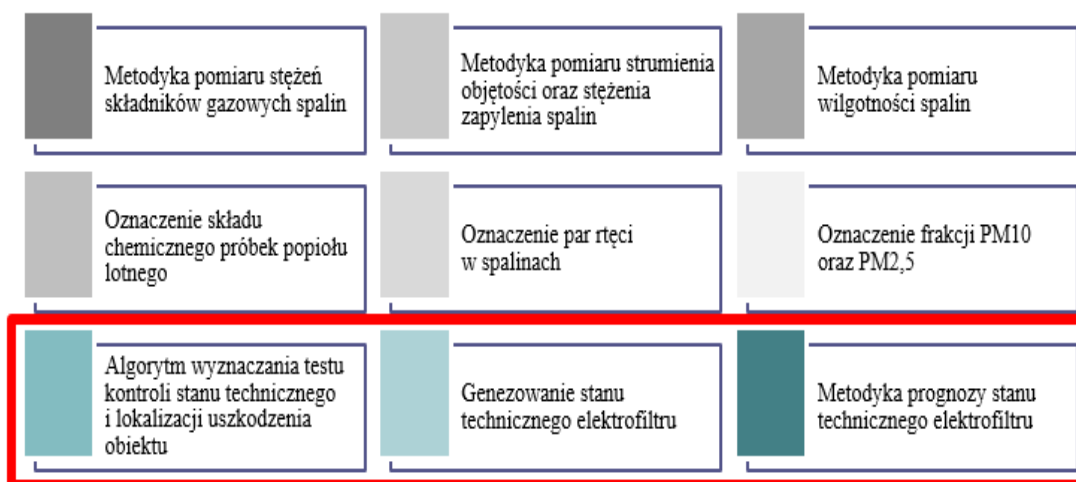 Metodyka pomiaru stężeń
składników gazowych spalin
Metodyka pomiaru strumienia
objętości oraz stężenia
zapylenia spalin
Metodyka pomiaru
wilgotności spalin
Oznaczenie składu
chemicznego próbek popiołu
lotnego
Oznaczenie par rtęci
w spalinach
Oznaczenie frakcji PM10
oraz PM2,5
Algorytm wyznaczania testu
kontroli stanu technicznego
i lokalizacji uszkodzenia
obiektu
Genezowanie stanu
technicznego elektrofiltru
Metodyka prognozy stanu
technicznego elektrofiltru